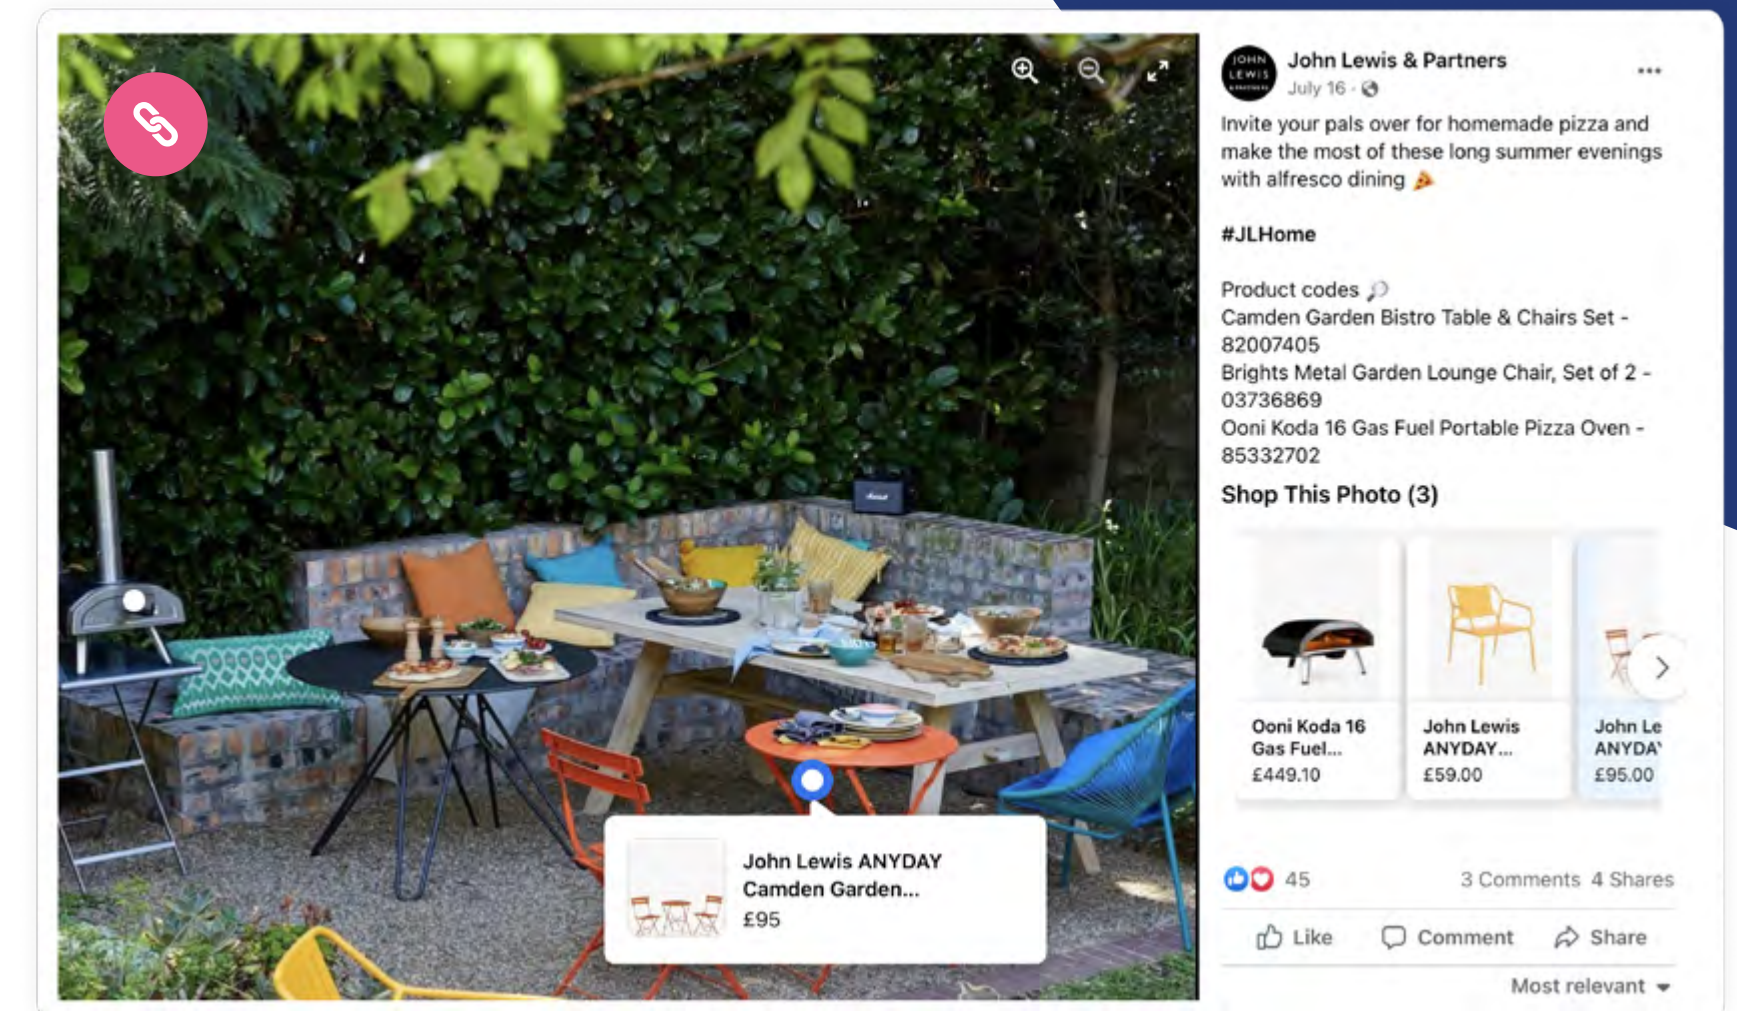 JOHN
LEWIS
& PARTNERS
John Lewis & Partners
July 16 ·
Invite your pals over for homemade pizza and
make the most of these long summer evenings
with alfresco dining 🍕
#JLHome
Product codes 🔎
Camden Garden Bistro Table & Chairs Set -
82007405
Brights Metal Garden Lounge Chair, Set of 2 -
03736869
Ooni Koda 16 Gas Fuel Portable Pizza Oven -
85332702
Shop This Photo (3)
Ooni Koda 16
Gas Fuel...
£449.10
John Lewis
ANYDAY...
£59.00
John Le
ANYDA
£95.00
Marshall
John Lewis ANYDAY
Camden Garden...
£95
45
3 Comments 4 Shares
Like
Comment
Share
Most relevant